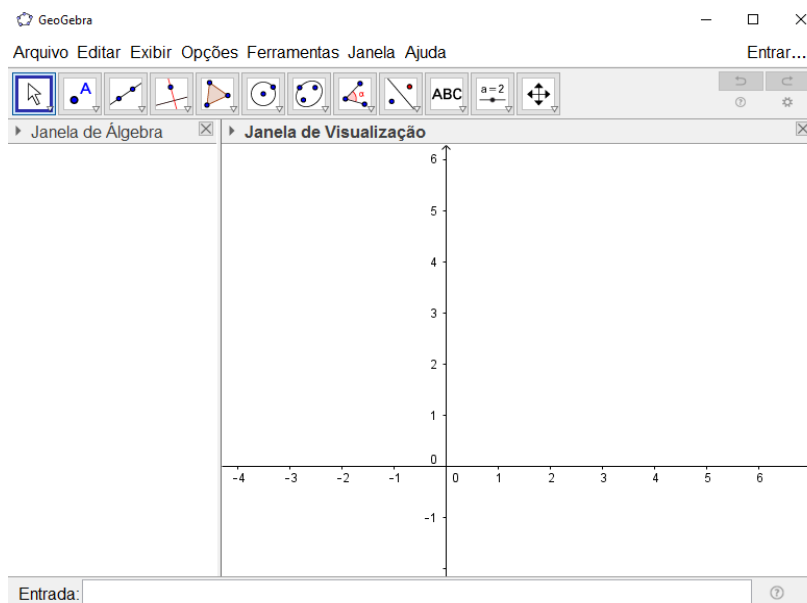 GeoGebra
Arquivo Editar Exibir Opções Ferramentas Janela Ajuda Entrar...
A α ABC a = 2
Janela de Álgebra Janela de Visualização
6
5
4
3
2
1
0
-4 -3 -2 -1 0 1 2 3 4 5 6
-1
Entrada: